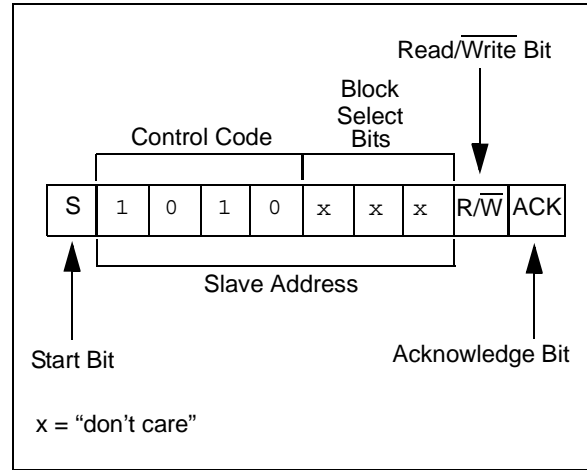 Read/Write Bit
Block
Select
Bits
Control Code
S 1 0 1 0 x x x R/W ACK
Slave Address
Start Bit
Acknowledge Bit
x = “don’t care”